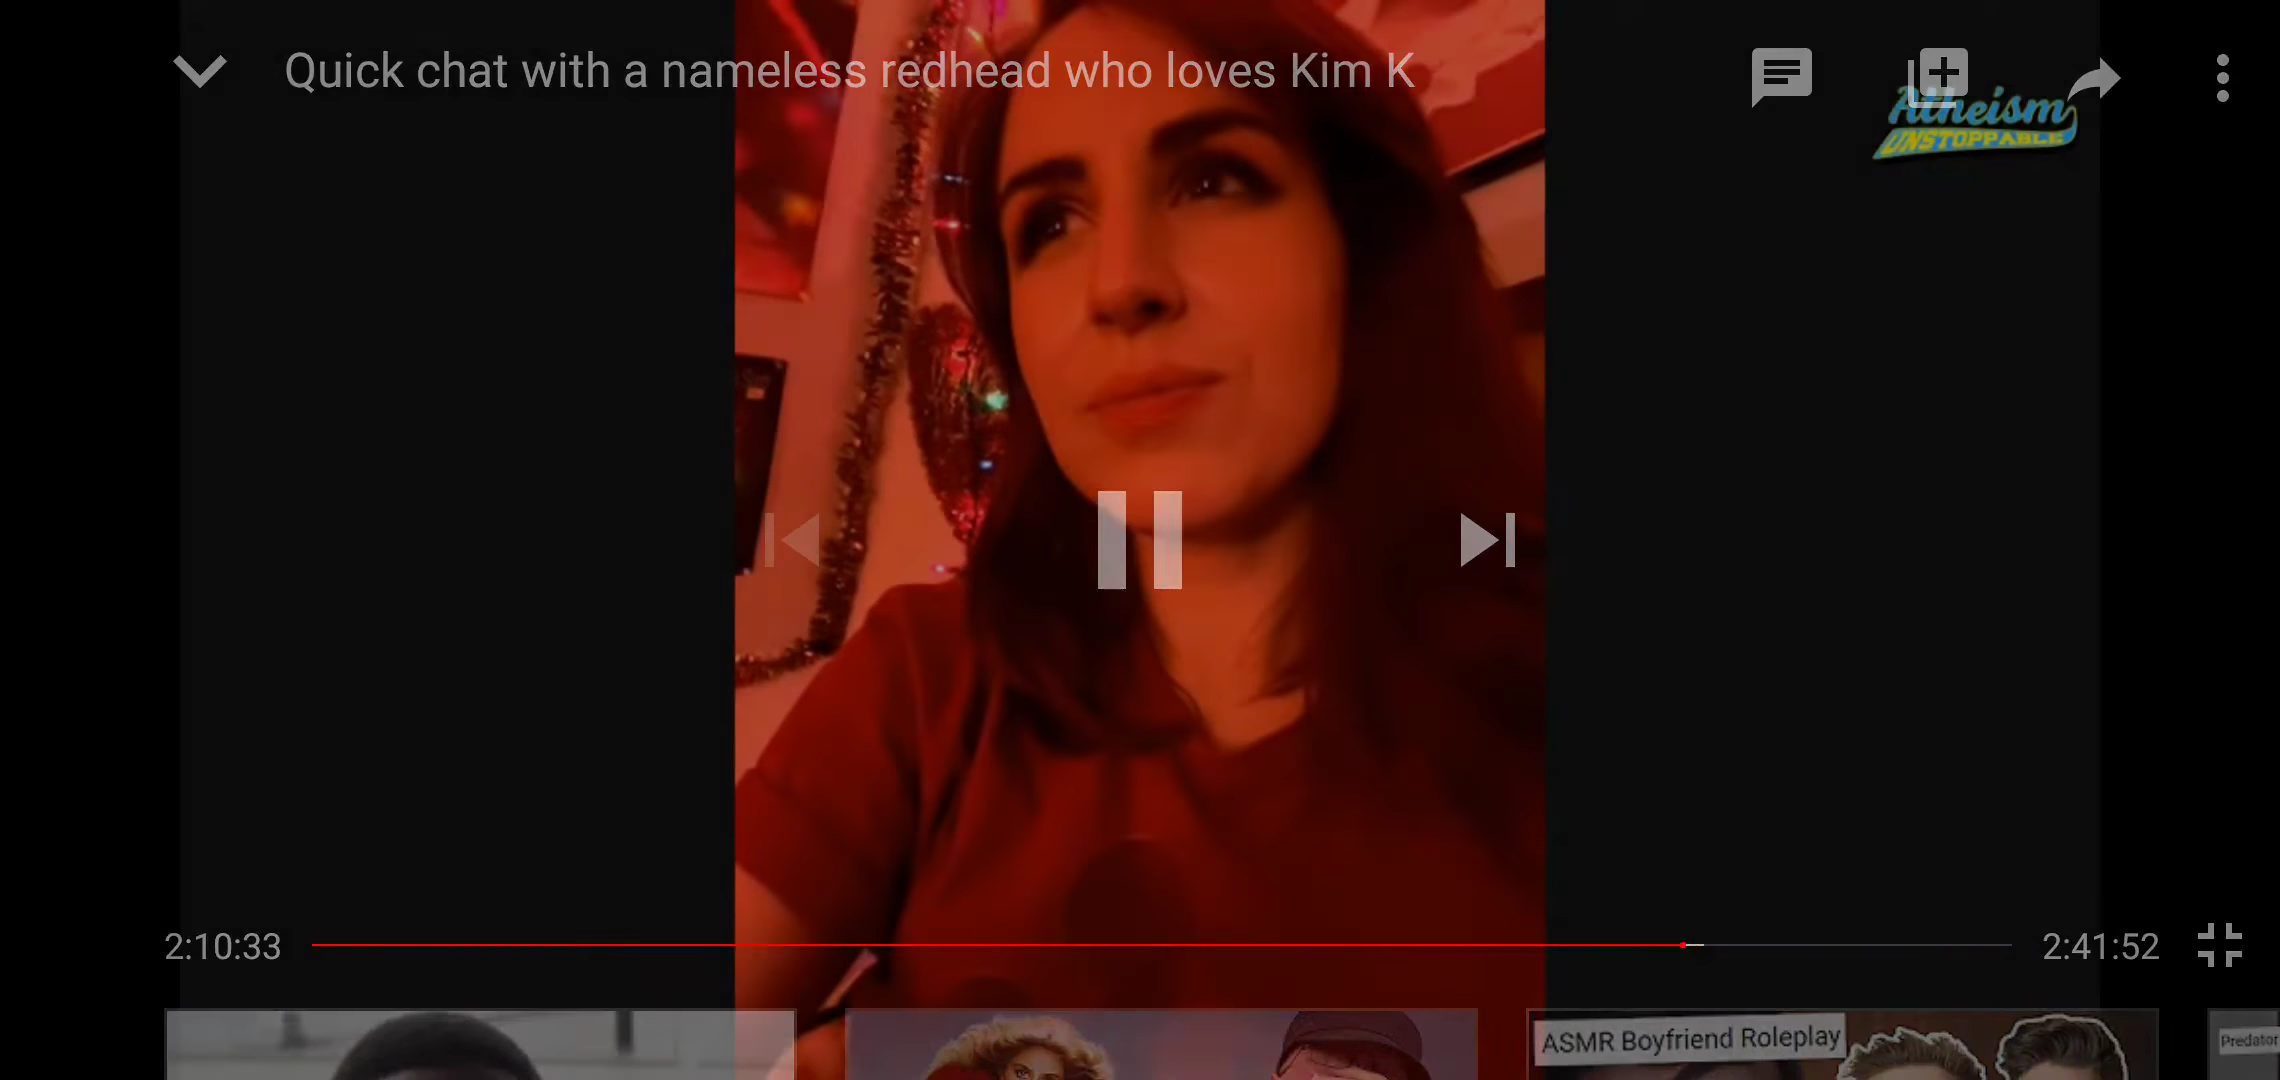 Quick chat with a nameless redhead who loves Kim K
Atheism
UNSTOPPABLE
2:10:33
2:41:52
ASMR Boyfriend Roleplay
Predator